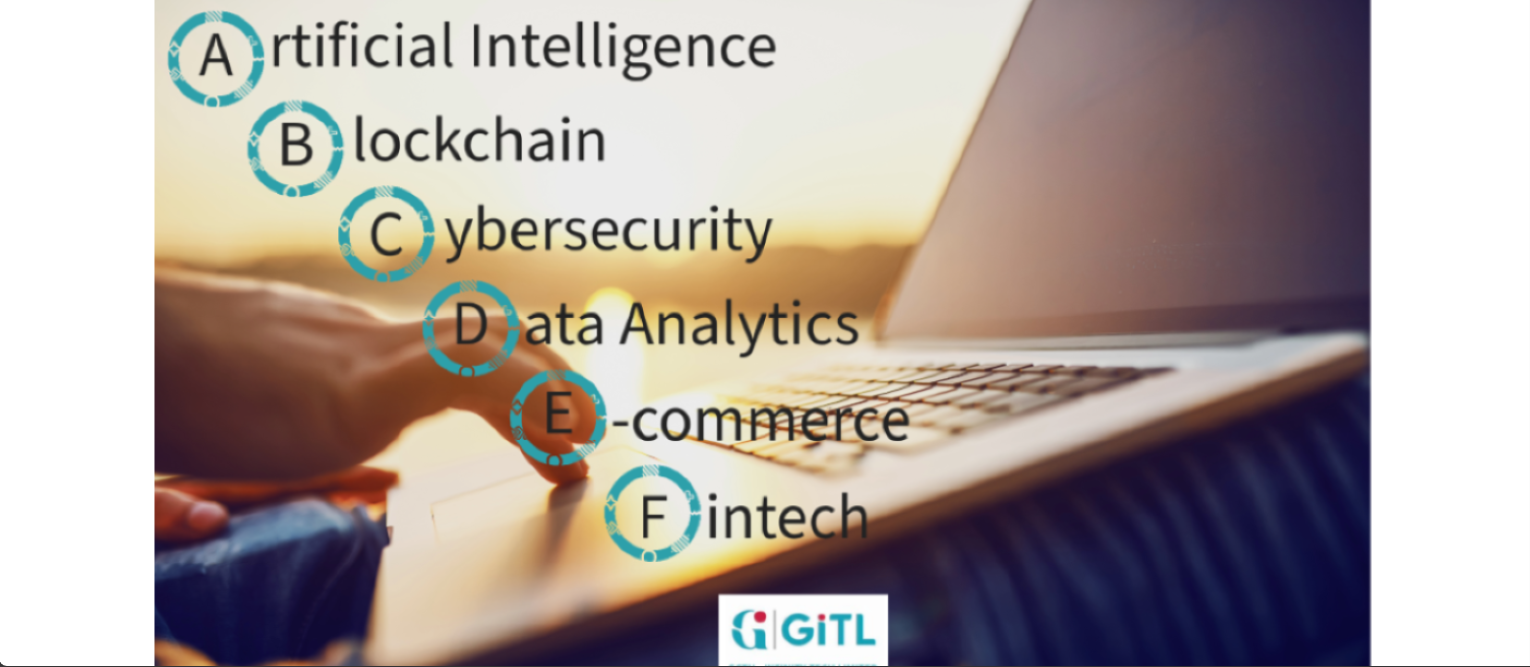 Artificial Intelligence
Blockchain
Cybersecurity
Data Analytics
E-commerce
Fintech
GiTL